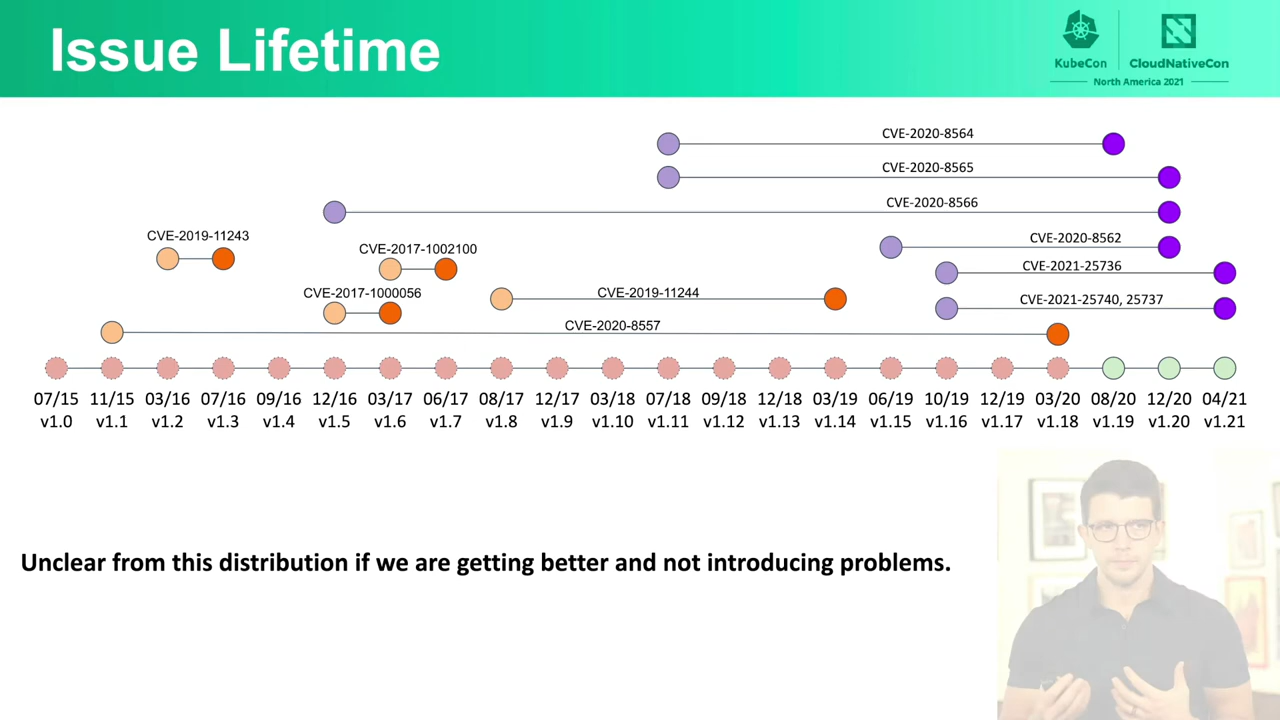 Issue Lifetime
KubeCon
CloudNativeCon
North America 2021
CVE-2020-8564
CVE-2020-8565
CVE-2020-8566
CVE-2019-11243
CVE-2020-8562
CVE-2017-1002100
CVE-2021-25736
CVE-2017-1000056
CVE-2019-11244
CVE-2021-25740, 25737
CVE-2020-8557
07/15 11/15 03/16 07/16 09/16 12/16 03/17 06/17 08/17 12/17 03/18 07/18 09/18 12/18 03/19 06/19 10/19 12/19 03/20 08/20 12/20 04/21
v1.0 v1.1 v1.2 v1.3 v1.4 v1.5 v1.6 v1.7 v1.8 v1.9 v1.10 v1.11 v1.12 v1.13 v1.14 v1.15 v1.16 v1.17 v1.18 v1.19 v1.20 v1.21
Unclear from this distribution if we are getting better and not introducing problems.